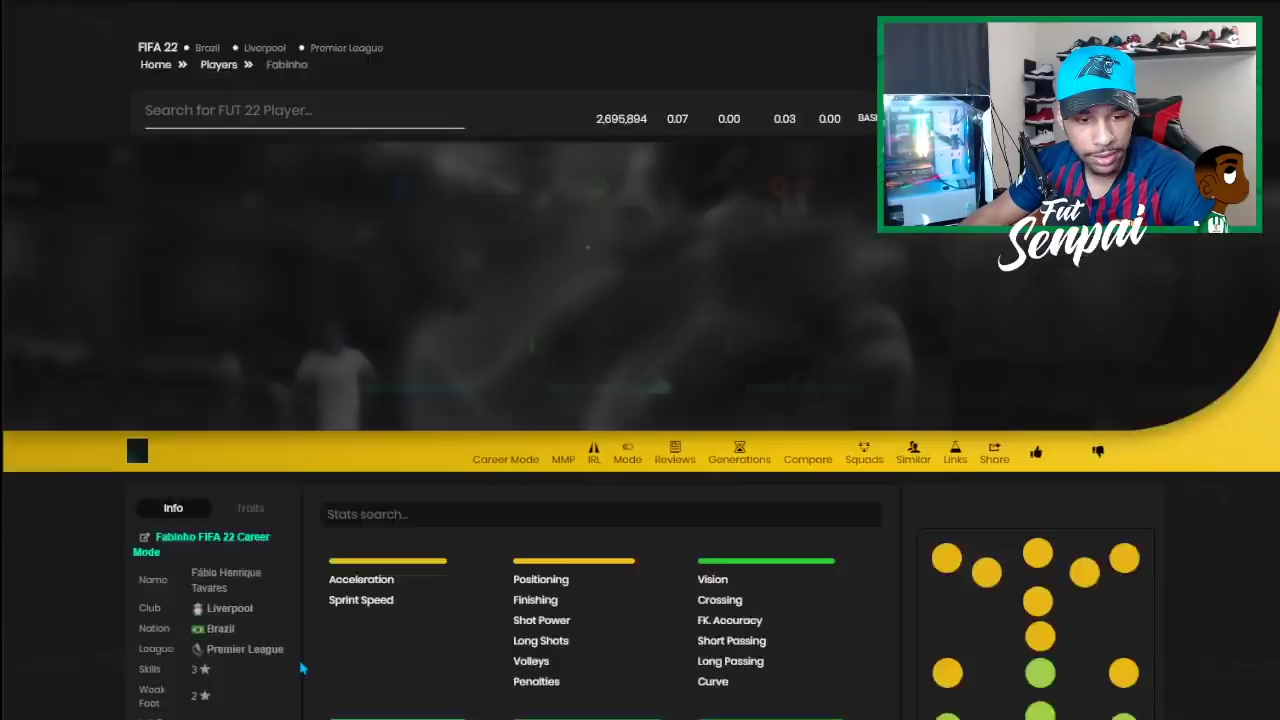 FIFA 22 • Brazil • Liverpool • Premier League
Home » Players » Fabinho
Search for FUT 22 Player...
2,695,894 0.07 0.00 0.03 0.00 BASI
Fut
Senpai
Career Mode MMP IRL Mode Reviews Generations Compare Squads Similar Links Share
Info Traits
Stats search...
Fabinho FIFA 22 Career
Mode
Name Fábio Henrique
Tavares
Club Liverpool
Nation Brazil
League Premier League
Skills 3
Weak
Foot 2
Acceleration Positioning Vision
Sprint Speed Finishing Crossing
Shot Power FK. Accuracy
Long Shots Short Passing
Volleys Long Passing
Penalties Curve